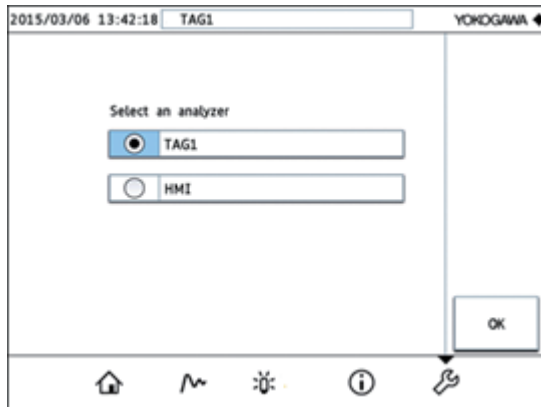 2015/03/06 13:42:18 TAG1 YOKOGAWA
Select an analyzer
TAG1
HMI
OK